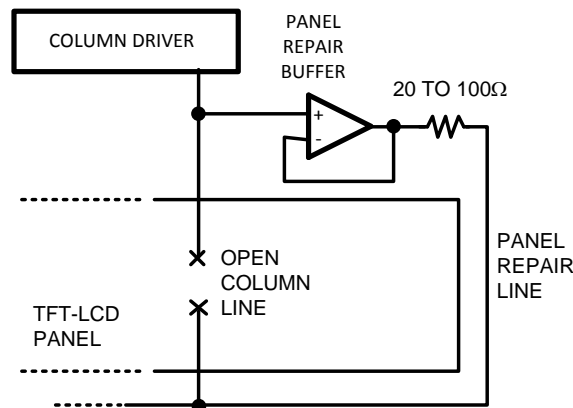 COLUMN DRIVER
PANEL
REPAIR
BUFFER
20 TO 100Ω
+
-
OPEN
COLUMN
LINE
PANEL
REPAIR
LINE
TFT-LCD
PANEL